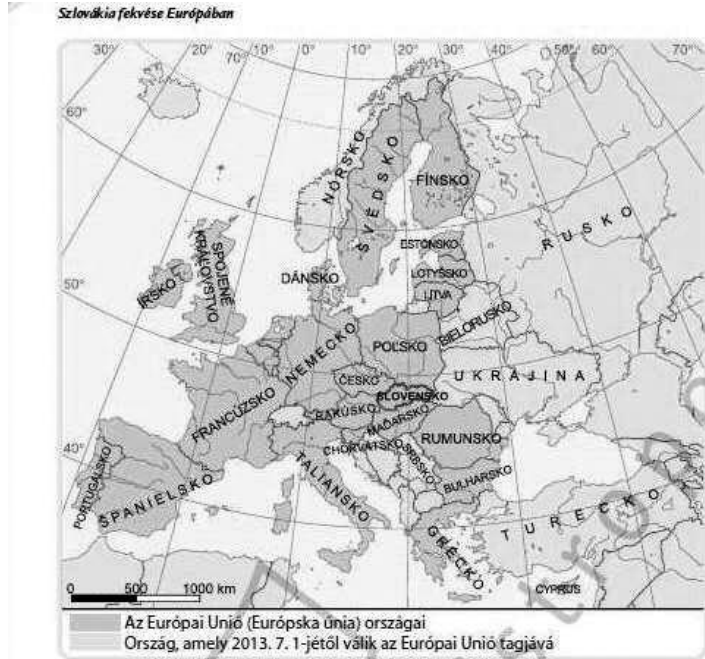 Szlovákia fekvése Európában
30° 20° 70° 10° 0° 10° 20° 30° 40° 50° 60° 70°
60°
50°
40°
NÓRSKO
ŠVÉDSKO
FÍNSKO
RUSKO
ESTÓNSKO
LOTYŠSKO
LITVA
SPOJENÉ
KRÁĽOVSTVO
ÍRSKO
DÁNSKO
BIELORUSKO
NEMECKO
POĽSKO
UKRAJINA
ČESKO
SLOVENSKO
FRANCÚZSKO
RAKÚSKO
MAĎARSKO
RUMUNSKO
CHORVÁTSKO
SRBSKO
BULHARSKO
PORTUGALSKO
ŠPANIELSKO
TALIANSKO
GRÉCKO
TURECKO
CYPRUS
0 500 1000 km
Az Európai Unió (Európska únia) országai
Ország, amely 2013. 7. 1-jétől válik az Európai Unió tagjává